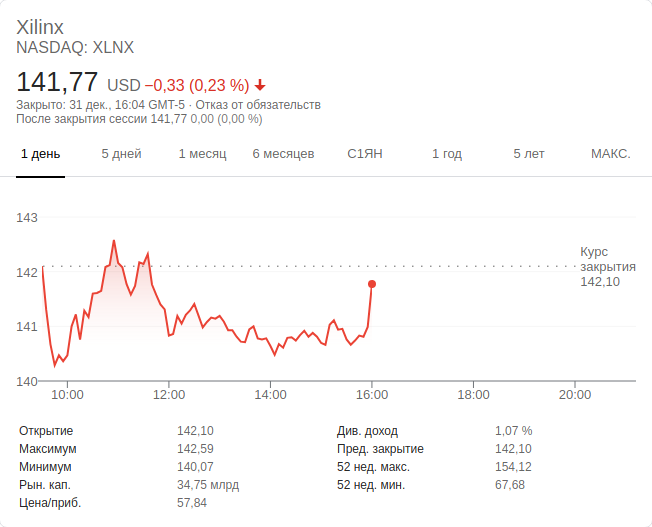 Xilinx
NASDAQ: XLNX
141,77 USD −0,33 (0,23 %)
Закрыто: 31 дек., 16:04 GMT-5 · Отказ от обязательств
После закрытия сессии 141,77 0,00 (0,00 %)
1 день 5 дней 1 месяц 6 месяцев С1ЯН 1 год 5 лет МАКС.
143
142
141
140
Курс
закрытия
142,10
10:00 12:00 14:00 16:00 18:00 20:00
Открытие 142,10 Див. доход 1,07 %
Максимум 142,59 Пред. закрытие 142,10
Минимум 140,07 52 нед. макс. 154,12
Рын. кап. 34,75 млрд 52 нед. мин. 67,68
Цена/приб. 57,84